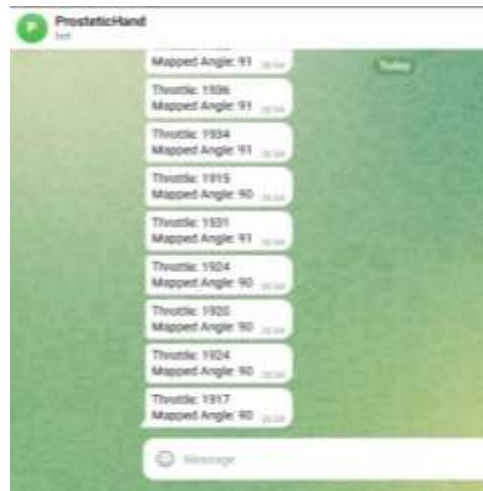 ProsteticHand
bot
Mapped Angle: 91
Today
Throttle: 1936
Mapped Angle: 91
Throttle: 1934
Mapped Angle: 91
Throttle: 1915
Mapped Angle: 90
Throttle: 1931
Mapped Angle: 91
Throttle: 1924
Mapped Angle: 90
Throttle: 1920
Mapped Angle: 90
Throttle: 1924
Mapped Angle: 90
Throttle: 1917
Mapped Angle: 90
Message